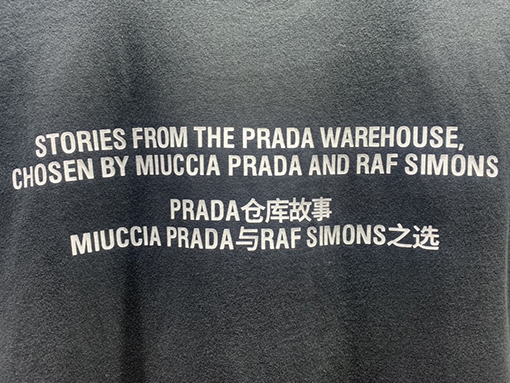 STORIES FROM THE PRADA WAREHOUSE,
CHOSEN BY MIUCCIA PRADA AND RAF SIMONS
PRADA仓库故事
MIUCCIA PRADA与RAF SIMONS之选